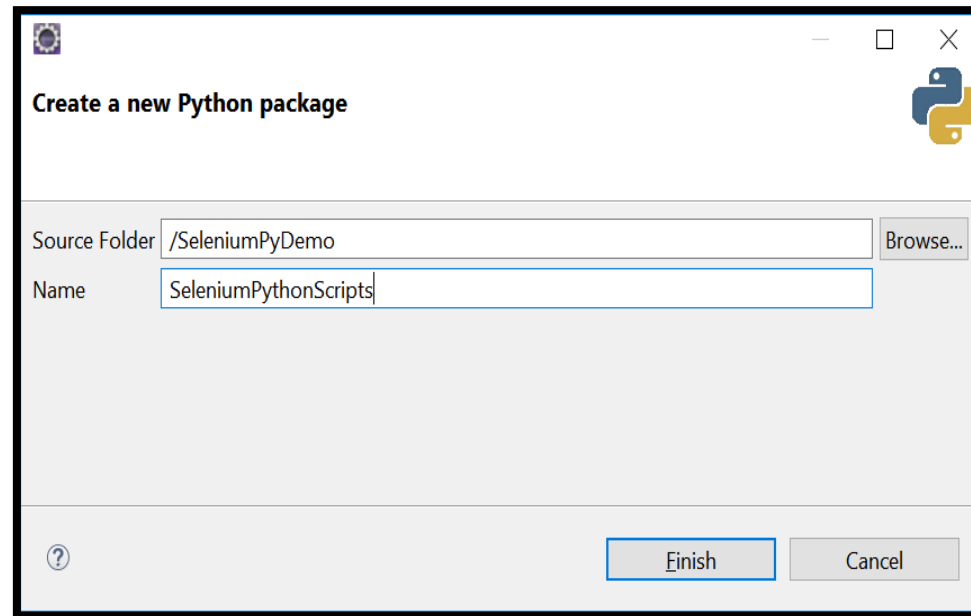 Create a new Python package
Source Folder /SeleniumPyDemo Browse...
Name SeleniumPythonScripts
? Finish Cancel